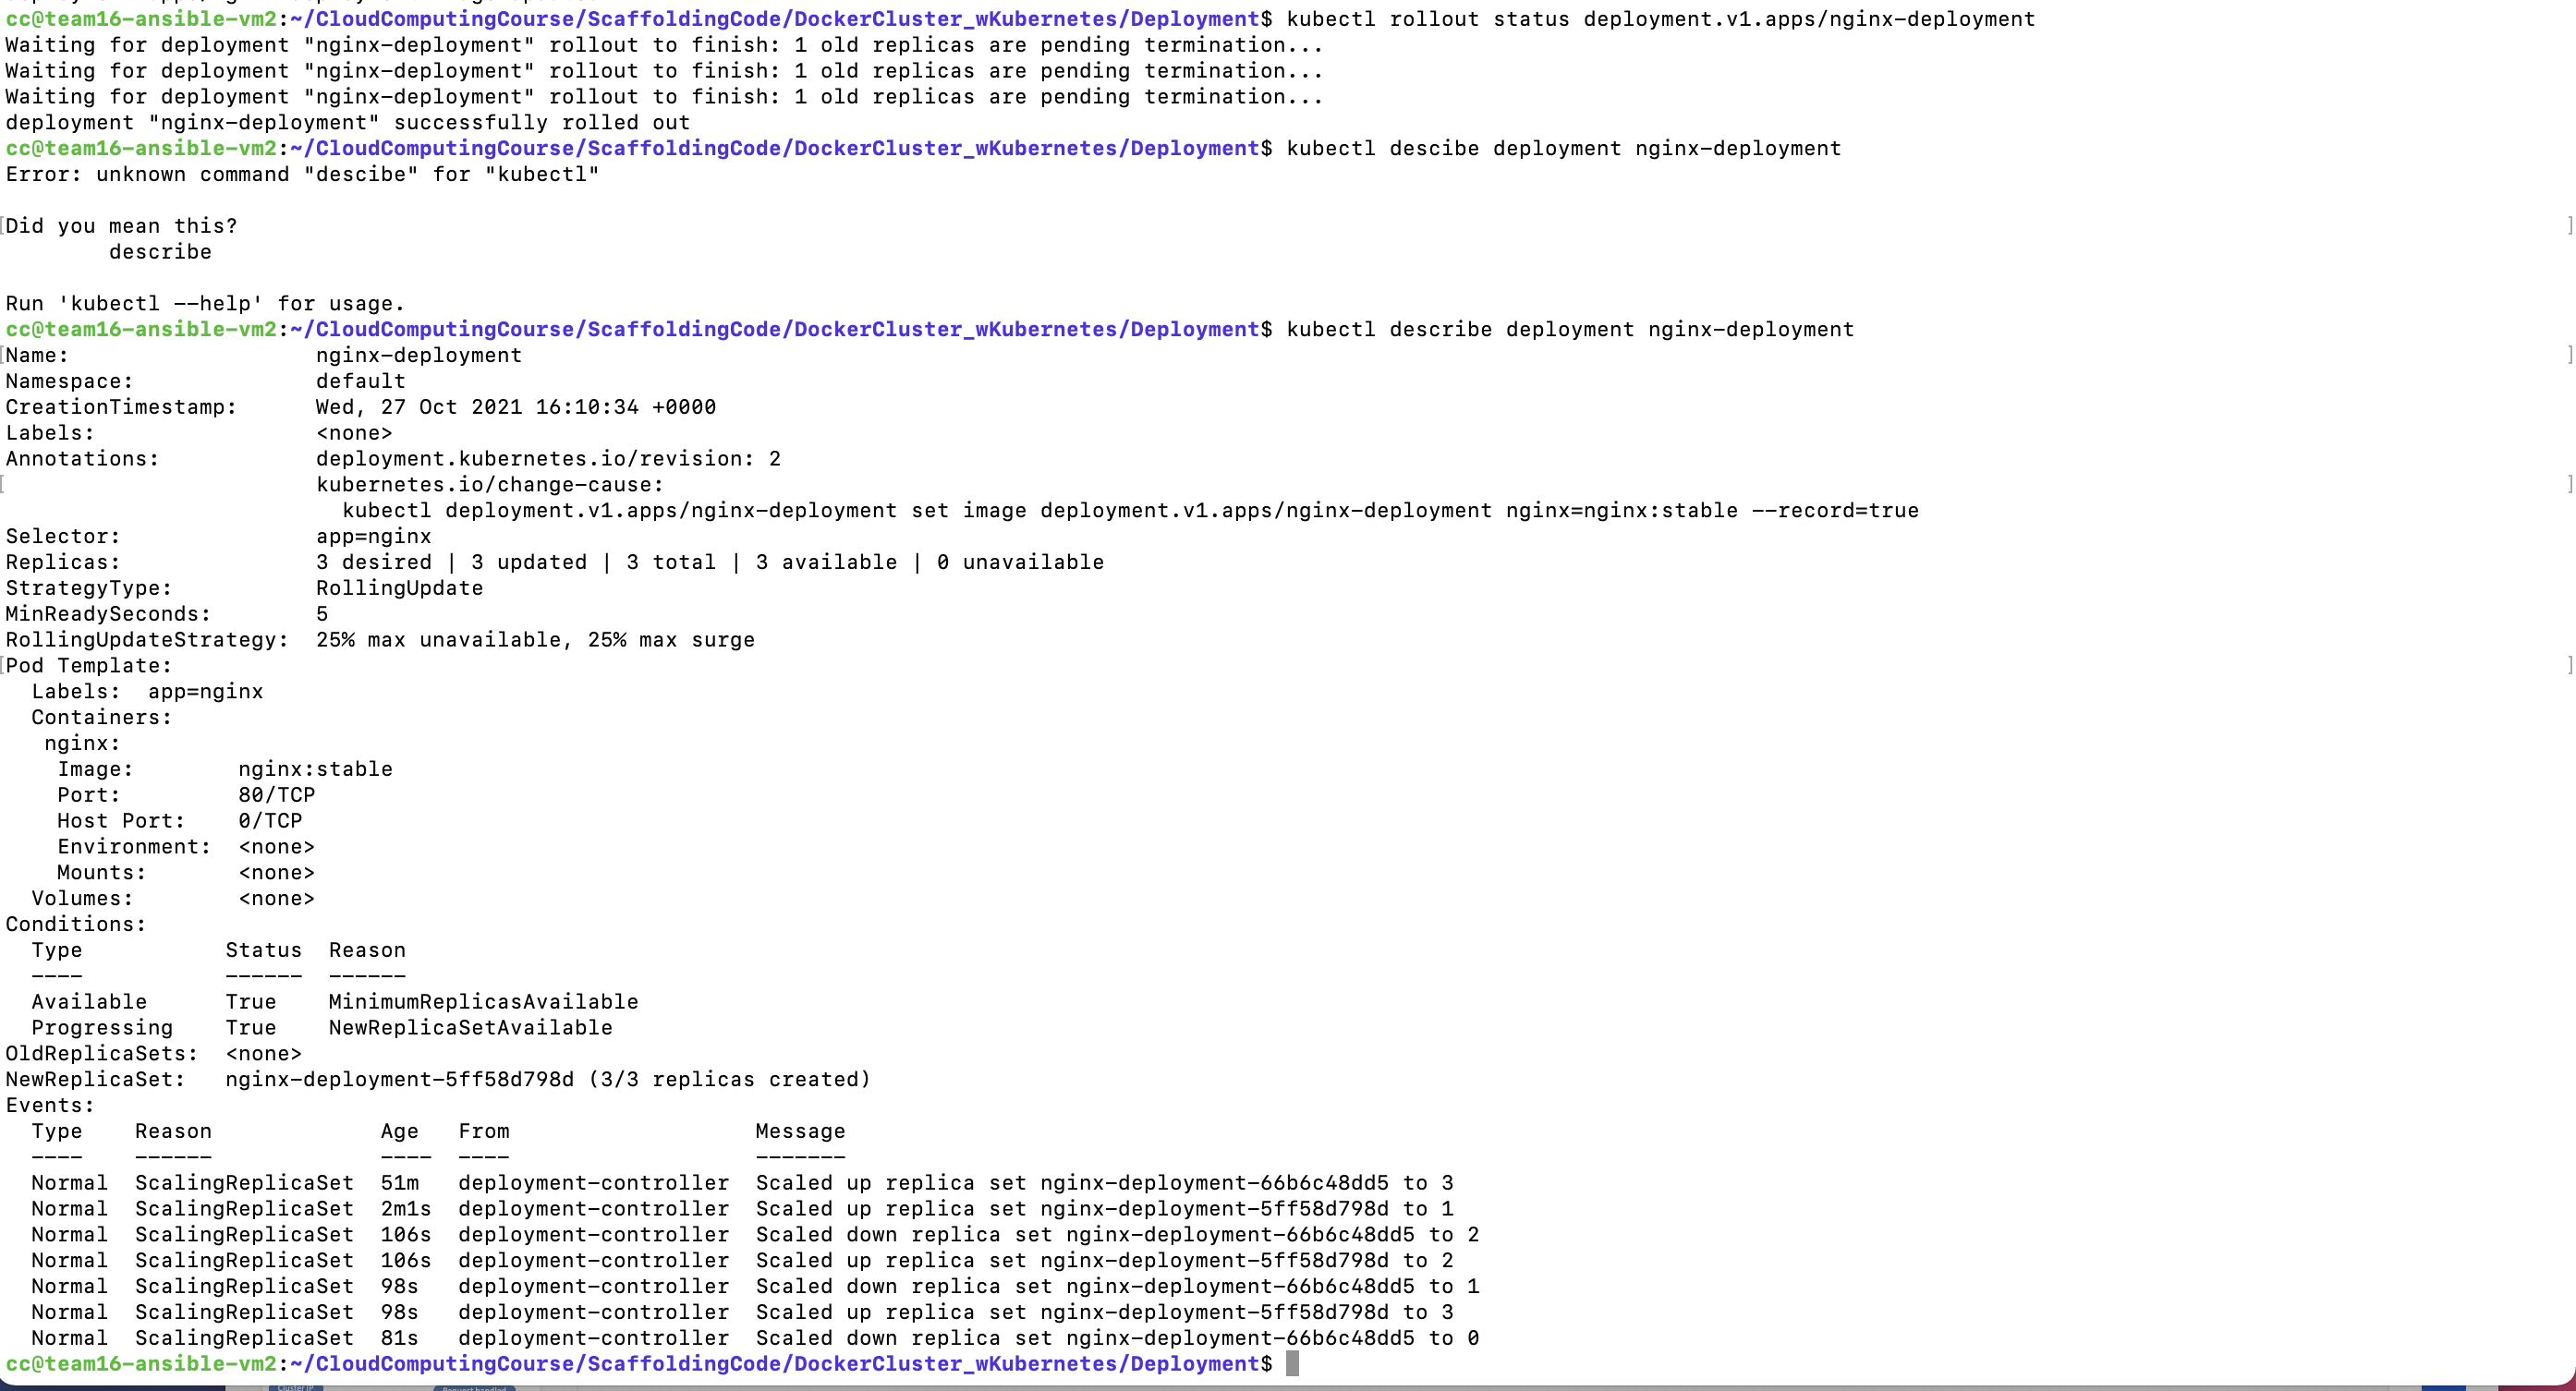 cc@team16-ansible-vm2:~/CloudComputingCourse/ScaffoldingCode/DockerCluster_wKubernetes/Deployment$ kubectl rollout status deployment.v1.apps/nginx-deployment
Waiting for deployment "nginx-deployment" rollout to finish: 1 old replicas are pending termination...
Waiting for deployment "nginx-deployment" rollout to finish: 1 old replicas are pending termination...
Waiting for deployment "nginx-deployment" rollout to finish: 1 old replicas are pending termination...
deployment "nginx-deployment" successfully rolled out
cc@team16-ansible-vm2:~/CloudComputingCourse/ScaffoldingCode/DockerCluster_wKubernetes/Deployment$ kubectl descibe deployment nginx-deployment
Error: unknown command "descibe" for "kubectl"
[Did you mean this? ]
describe
Run 'kubectl --help' for usage.
cc@team16-ansible-vm2:~/CloudComputingCourse/ScaffoldingCode/DockerCluster_wKubernetes/Deployment$ kubectl describe deployment nginx-deployment
[Name: nginx-deployment ]
Namespace: default
CreationTimestamp: Wed, 27 Oct 2021 16:10:34 +0000
Labels: <none>
Annotations: deployment.kubernetes.io/revision: 2
[ kubernetes.io/change-cause: ]
kubectl deployment.v1.apps/nginx-deployment set image deployment.v1.apps/nginx-deployment nginx=nginx:stable --record=true
Selector: app=nginx
Replicas: 3 desired | 3 updated | 3 total | 3 available | 0 unavailable
StrategyType: RollingUpdate
MinReadySeconds: 5
RollingUpdateStrategy: 25% max unavailable, 25% max surge
[Pod Template: ]
Labels: app=nginx
Containers:
nginx:
Image: nginx:stable
Port: 80/TCP
Host Port: 0/TCP
Environment: <none>
Mounts: <none>
Volumes: <none>
Conditions:
Type Status Reason
---- ------ ------
Available True MinimumReplicasAvailable
Progressing True NewReplicaSetAvailable
OldReplicaSets: <none>
NewReplicaSet: nginx-deployment-5ff58d798d (3/3 replicas created)
Events:
Type Reason Age From Message
---- ------ ---- ---- -------
Normal ScalingReplicaSet 51m deployment-controller Scaled up replica set nginx-deployment-66b6c48dd5 to 3
Normal ScalingReplicaSet 2m1s deployment-controller Scaled up replica set nginx-deployment-5ff58d798d to 1
Normal ScalingReplicaSet 106s deployment-controller Scaled down replica set nginx-deployment-66b6c48dd5 to 2
Normal ScalingReplicaSet 106s deployment-controller Scaled up replica set nginx-deployment-5ff58d798d to 2
Normal ScalingReplicaSet 98s deployment-controller Scaled down replica set nginx-deployment-66b6c48dd5 to 1
Normal ScalingReplicaSet 98s deployment-controller Scaled up replica set nginx-deployment-5ff58d798d to 3
Normal ScalingReplicaSet 81s deployment-controller Scaled down replica set nginx-deployment-66b6c48dd5 to 0
cc@team16-ansible-vm2:~/CloudComputingCourse/ScaffoldingCode/DockerCluster_wKubernetes/Deployment$
Cluster IP